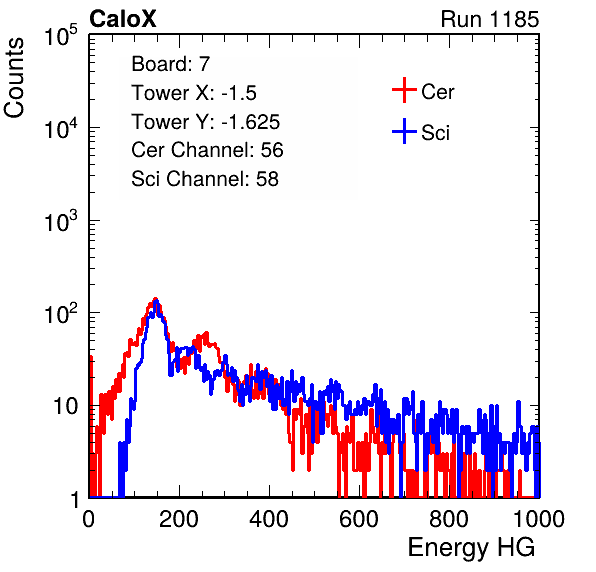 CaloX Run 1185
Counts
Board: 7
Tower X: -1.5
Tower Y: -1.625
Cer Channel: 56
Sci Channel: 58
Cer
Sci
10^5
10^4
10^3
10^2
10
1
0 200 400 600 800 1000
Energy HG